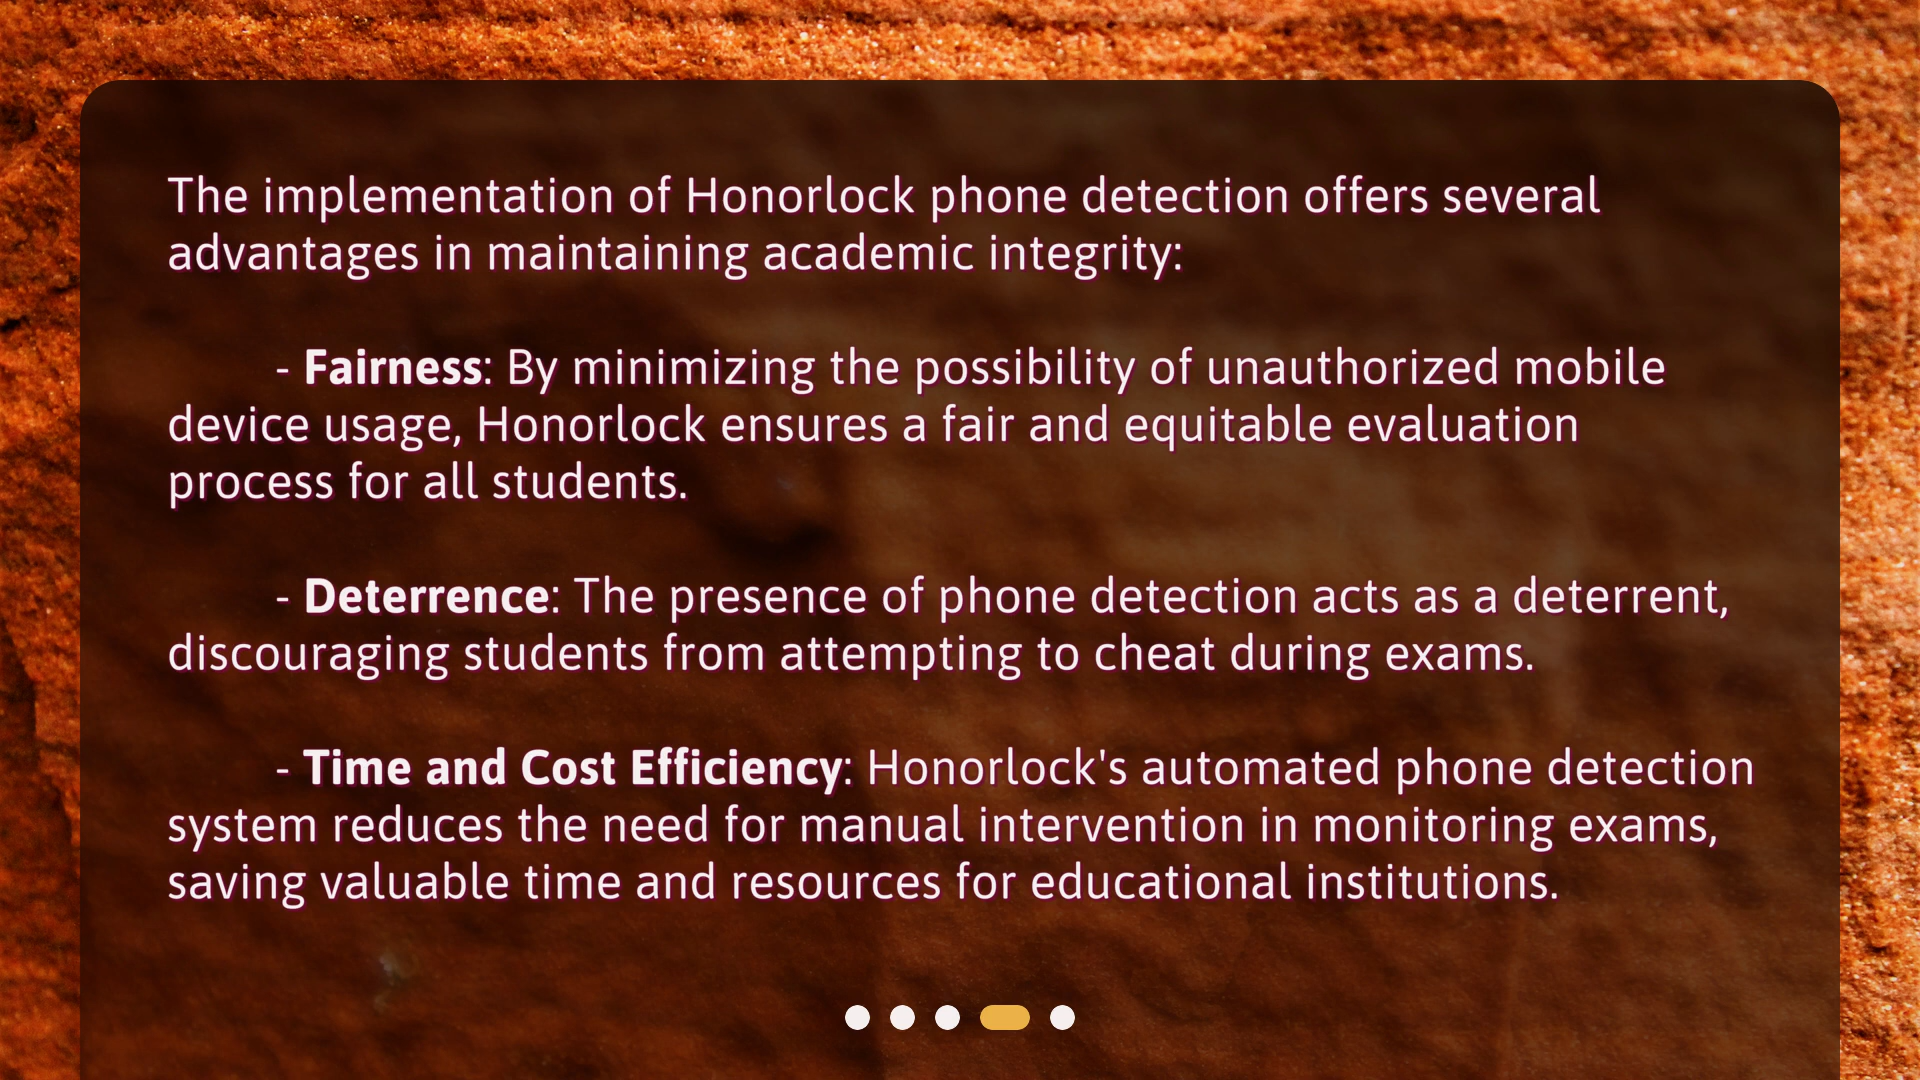 The implementation of Honorlock phone detection offers several
advantages in maintaining academic integrity:
- Fairness: By minimizing the possibility of unauthorized mobile
device usage, Honorlock ensures a fair and equitable evaluation
process for all students.
- Deterrence: The presence of phone detection acts as a deterrent,
discouraging students from attempting to cheat during exams.
- Time and Cost Efficiency: Honorlock's automated phone detection
system reduces the need for manual intervention in monitoring exams,
saving valuable time and resources for educational institutions.